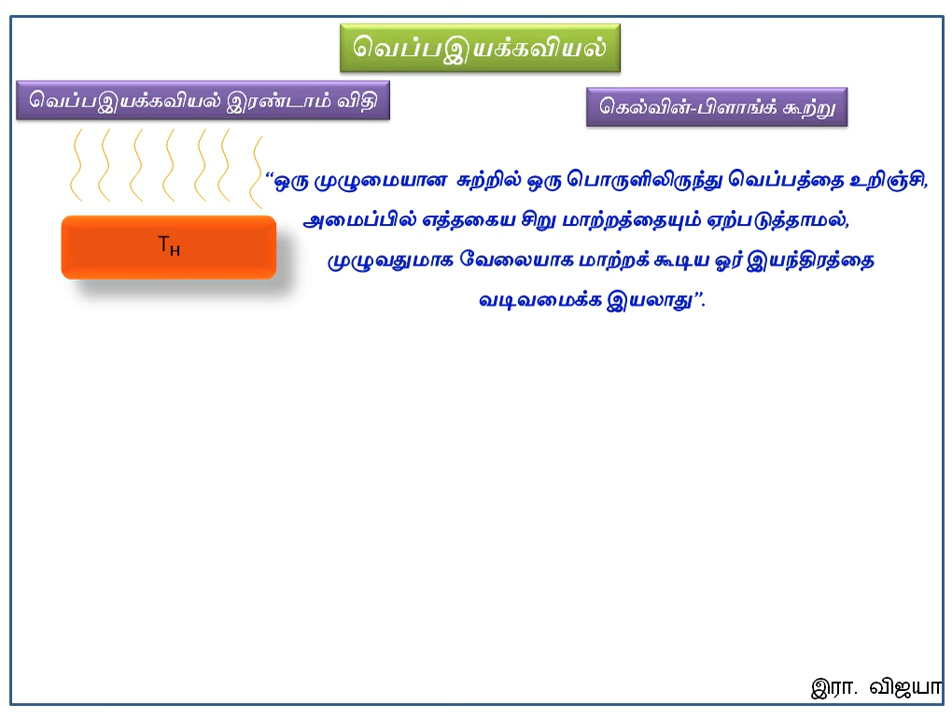 வெப்பஇயக்கவியல்
வெப்பஇயக்கவியல் இரண்டாம் விதி
கெல்வின்-பிளாங்க் கூற்று
“ஒரு முழுமையான சுற்றில் ஒரு பொருளிலிருந்து வெப்பத்தை உறிஞ்சி,
அமைப்பில் எத்தகைய சிறு மாற்றத்தையும் ஏற்படுத்தாமல்,
முழுவதுமாக வேலையாக மாற்றக் கூடிய ஓர் இயந்திரத்தை
வடிவமைக்க இயலாது”.
TH
இரா. விஜயா